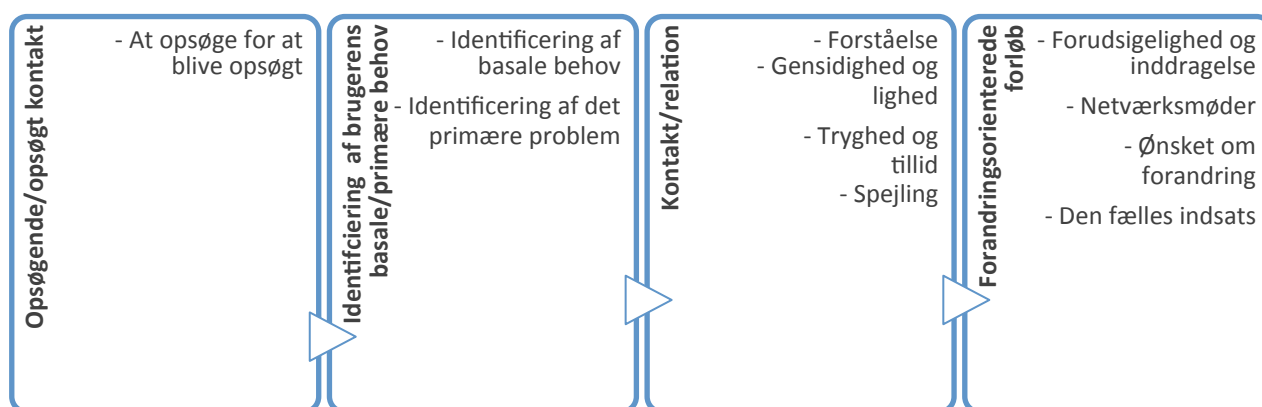 Opsøgende/opsøgt kontakt
- At opsøge for at
blive opsøgt
Identifciering af brugerens
basale/primære behov
- Identificering af
basale behov
- Identificering af det
primære problem
Kontakt/relation
- Forståelse
- Gensidighed og
lighed
- Tryghed og
tillid
- Spejling
Forandringsorienterede
forløb
- Forudsigelighed og
inddragelse
- Netværksmøder
- Ønsket om
forandring
- Den fælles indsats